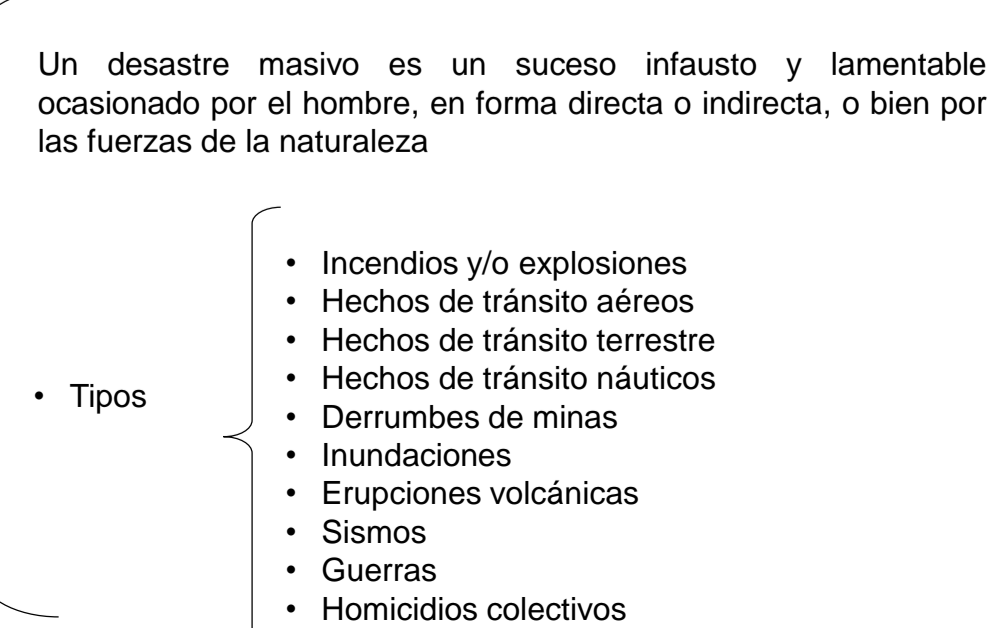 Un desastre masivo es un suceso infausto y lamentable
ocasionado por el hombre, en forma directa o indirecta, o bien por
las fuerzas de la naturaleza
• Tipos
• Incendios y/o explosiones
• Hechos de tránsito aéreos
• Hechos de tránsito terrestre
• Hechos de tránsito náuticos
• Derrumbes de minas
• Inundaciones
• Erupciones volcánicas
• Sismos
• Guerras
• Homicidios colectivos